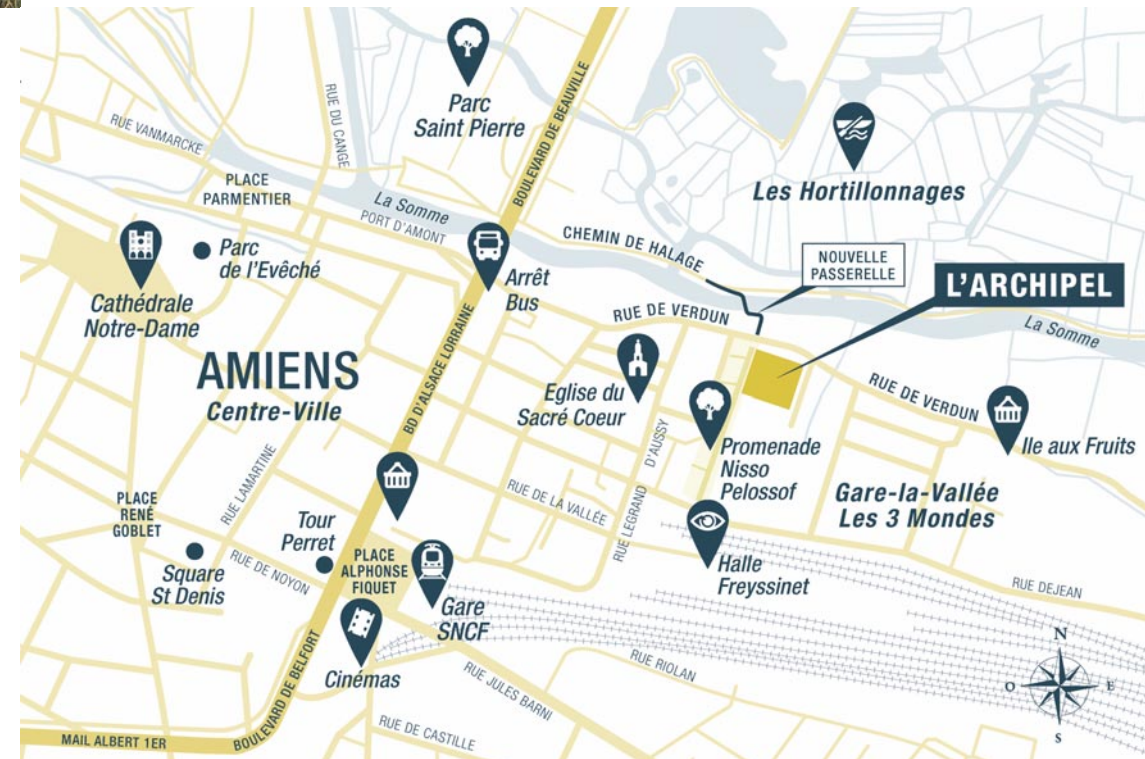 Parc
Saint Pierre
RUE DU CANGE
RUE VANMARCKE
BOULEVARD DE BEAUVILLE
Les Hortillonnages
PLACE
PARMENTIER
La Somme
PORT D'AMONT
CHEMIN DE HALAGE
NOUVELLE
PASSERELLE
L'ARCHIPEL
Parc
de l'Evêché
Arrêt
Bus
Cathédrale
Notre-Dame
RUE DE VERDUN
La Somme
AMIENS
Centre-Ville
BD D'ALSACE LORRAINE
Eglise du
Sacré Coeur
RUE DE VERDUN
Ile aux Fruits
Promenade
Nisso
Pelossof
Gare-la-Vallée
Les 3 Mondes
RUE LEGRAND D'AUSSY
RUE DE LA VALLÉE
RUE LAMARTINE
PLACE
RENÉ
GOBLET
Tour
Perret
Square
St Denis
RUE DE NOYON
PLACE
ALPHONSE
FIQUET
Gare
SNCF
Halle
Freyssinet
RUE DEJEAN
Cinémas
RUE JULES BARNI
RUE RIOLAN
N
O
E
S
BOULEVARD DE BELFORT
RUE DE CASTILLE
MAIL ALBERT 1ER